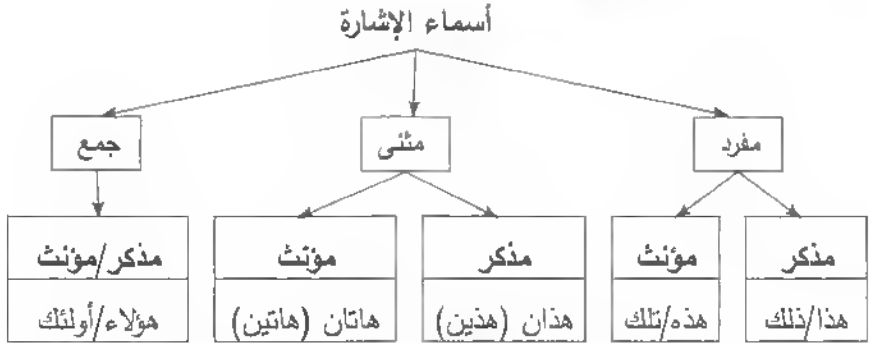 أسماء الإشارة
مفرد
مثنى
جمع
مذكر
مؤنث
مذكر
مؤنث
مذكر/مؤنث
هذا/ذلك
هذه/تلك
هذان (هذين)
هاتان (هاتين)
هؤلاء/أولئك